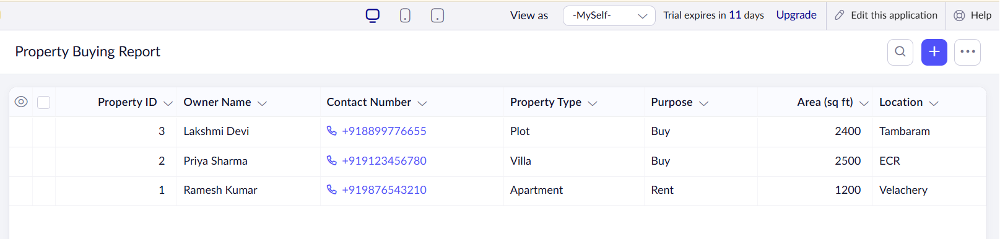 View as -MySelf- Trial expires in 11 days Upgrade Edit this application Help
Property Buying Report
Property ID Owner Name Contact Number Property Type Purpose Area (sq ft) Location
3 Lakshmi Devi +918899776655 Plot Buy 2400 Tambaram
2 Priya Sharma +919123456780 Villa Buy 2500 ECR
1 Ramesh Kumar +919876543210 Apartment Rent 1200 Velachery